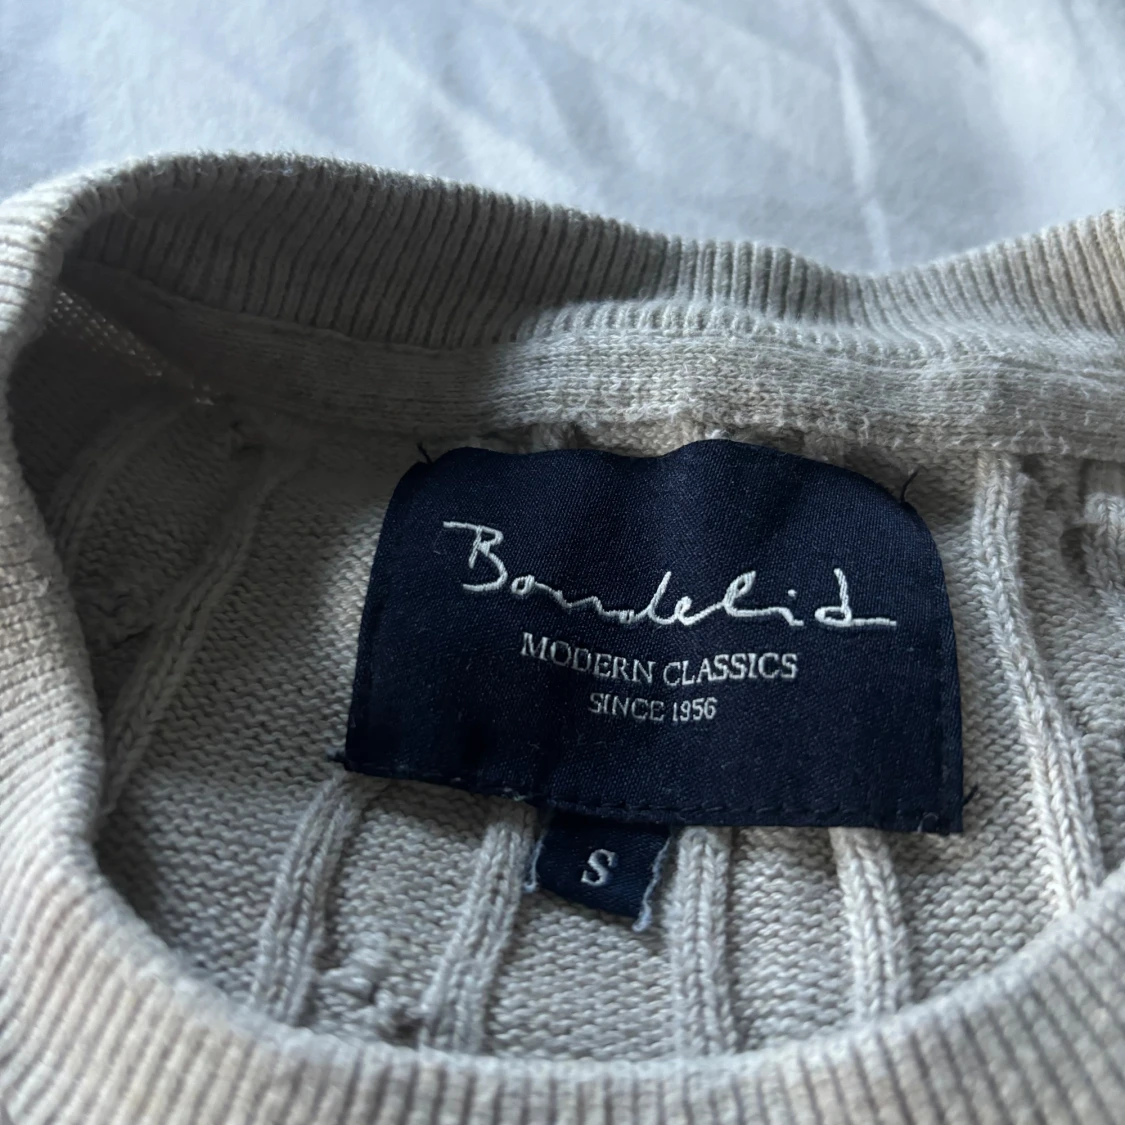 Bondelid
MODERN CLASSICS
SINCE 1956
S